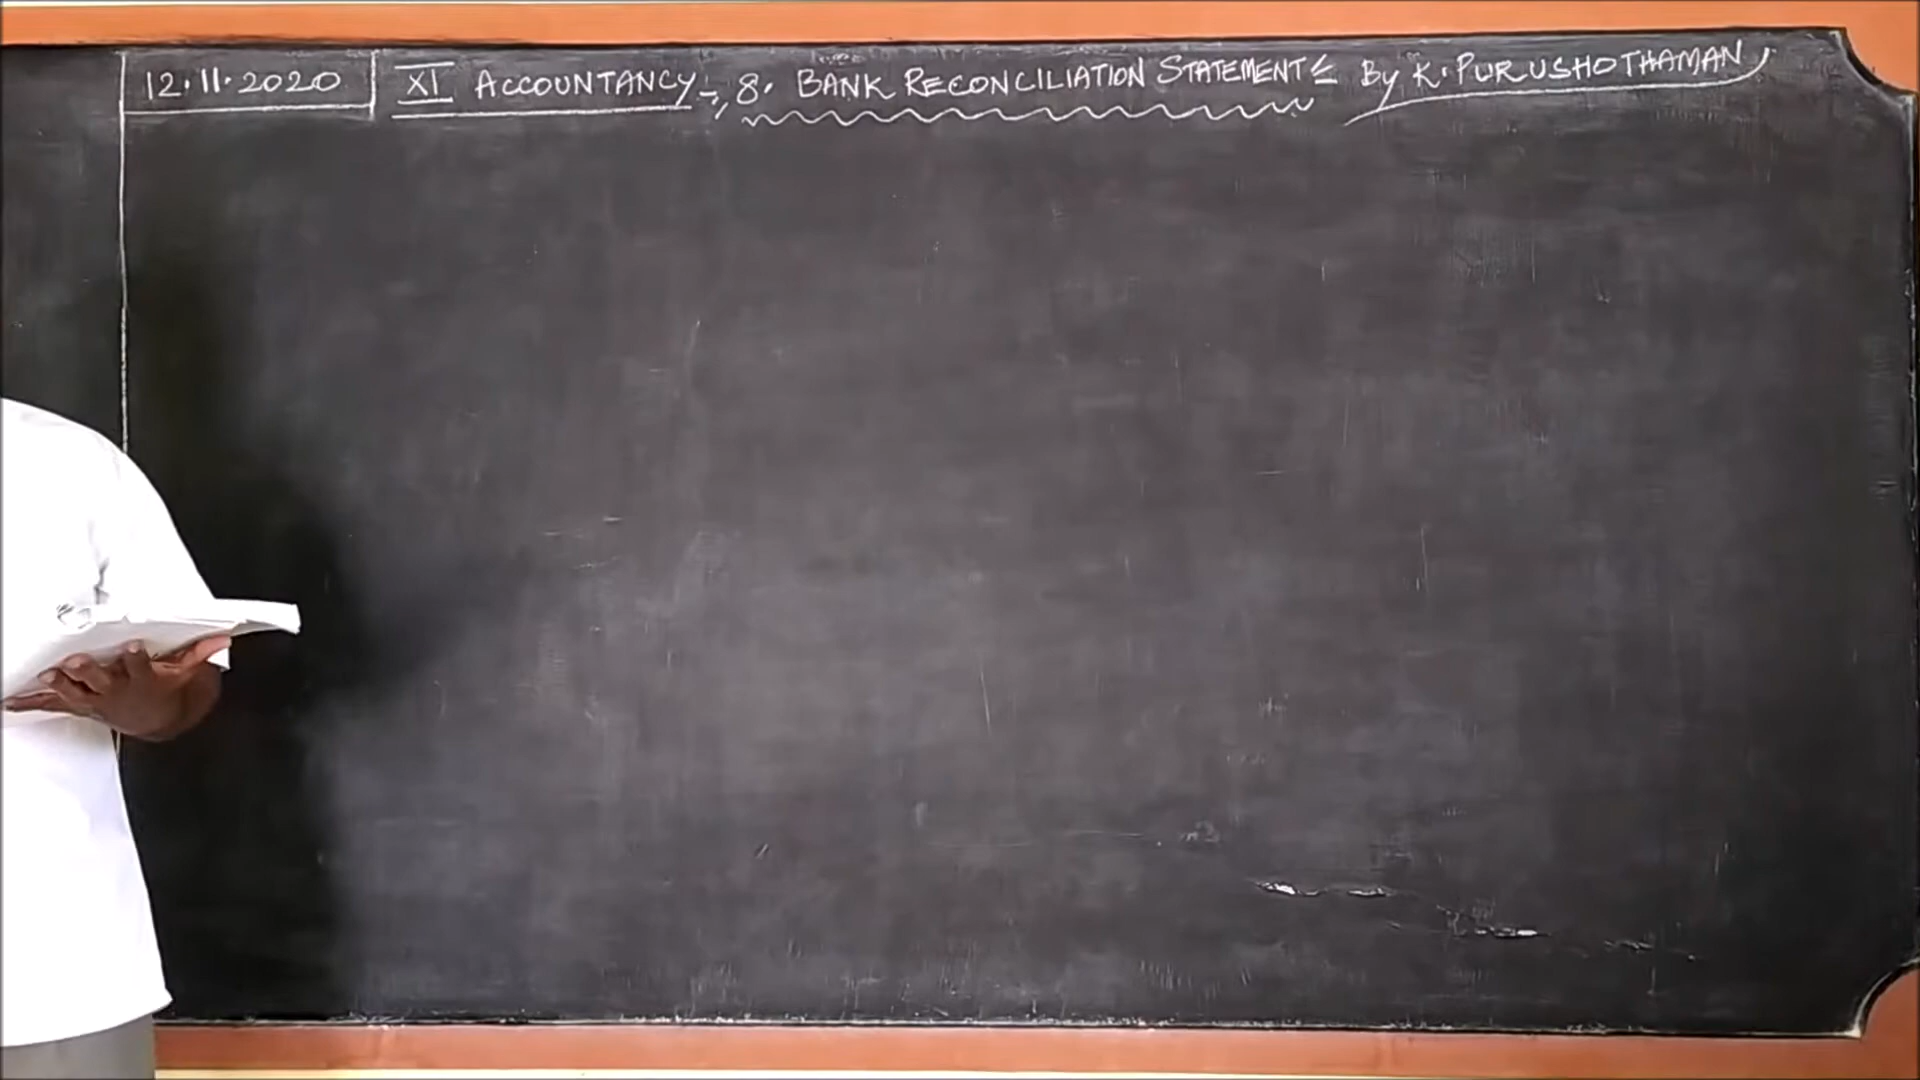 12.11.2020 XI ACCOUNTANCY :- 8. BANK RECONCILIATION STATEMENT By K. PURUSHOTHAMAN